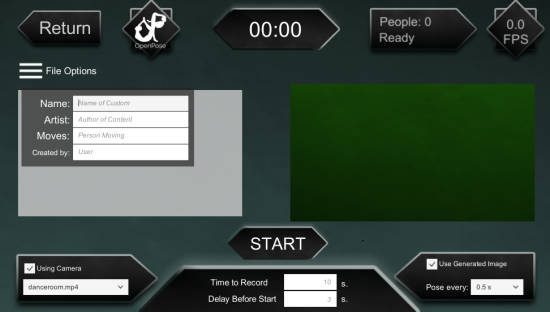 Return
OpenPose
00:00
People: 0
Ready
0.0
FPS
File Options
Name: Name of Custom
Artist: Author of Content
Moves: Person Moving
Created by: User
START
Using Camera
danceroom.mp4
Time to Record 10 s.
Delay Before Start 3 s.
Use Generated Image
Pose every: 0.5 s